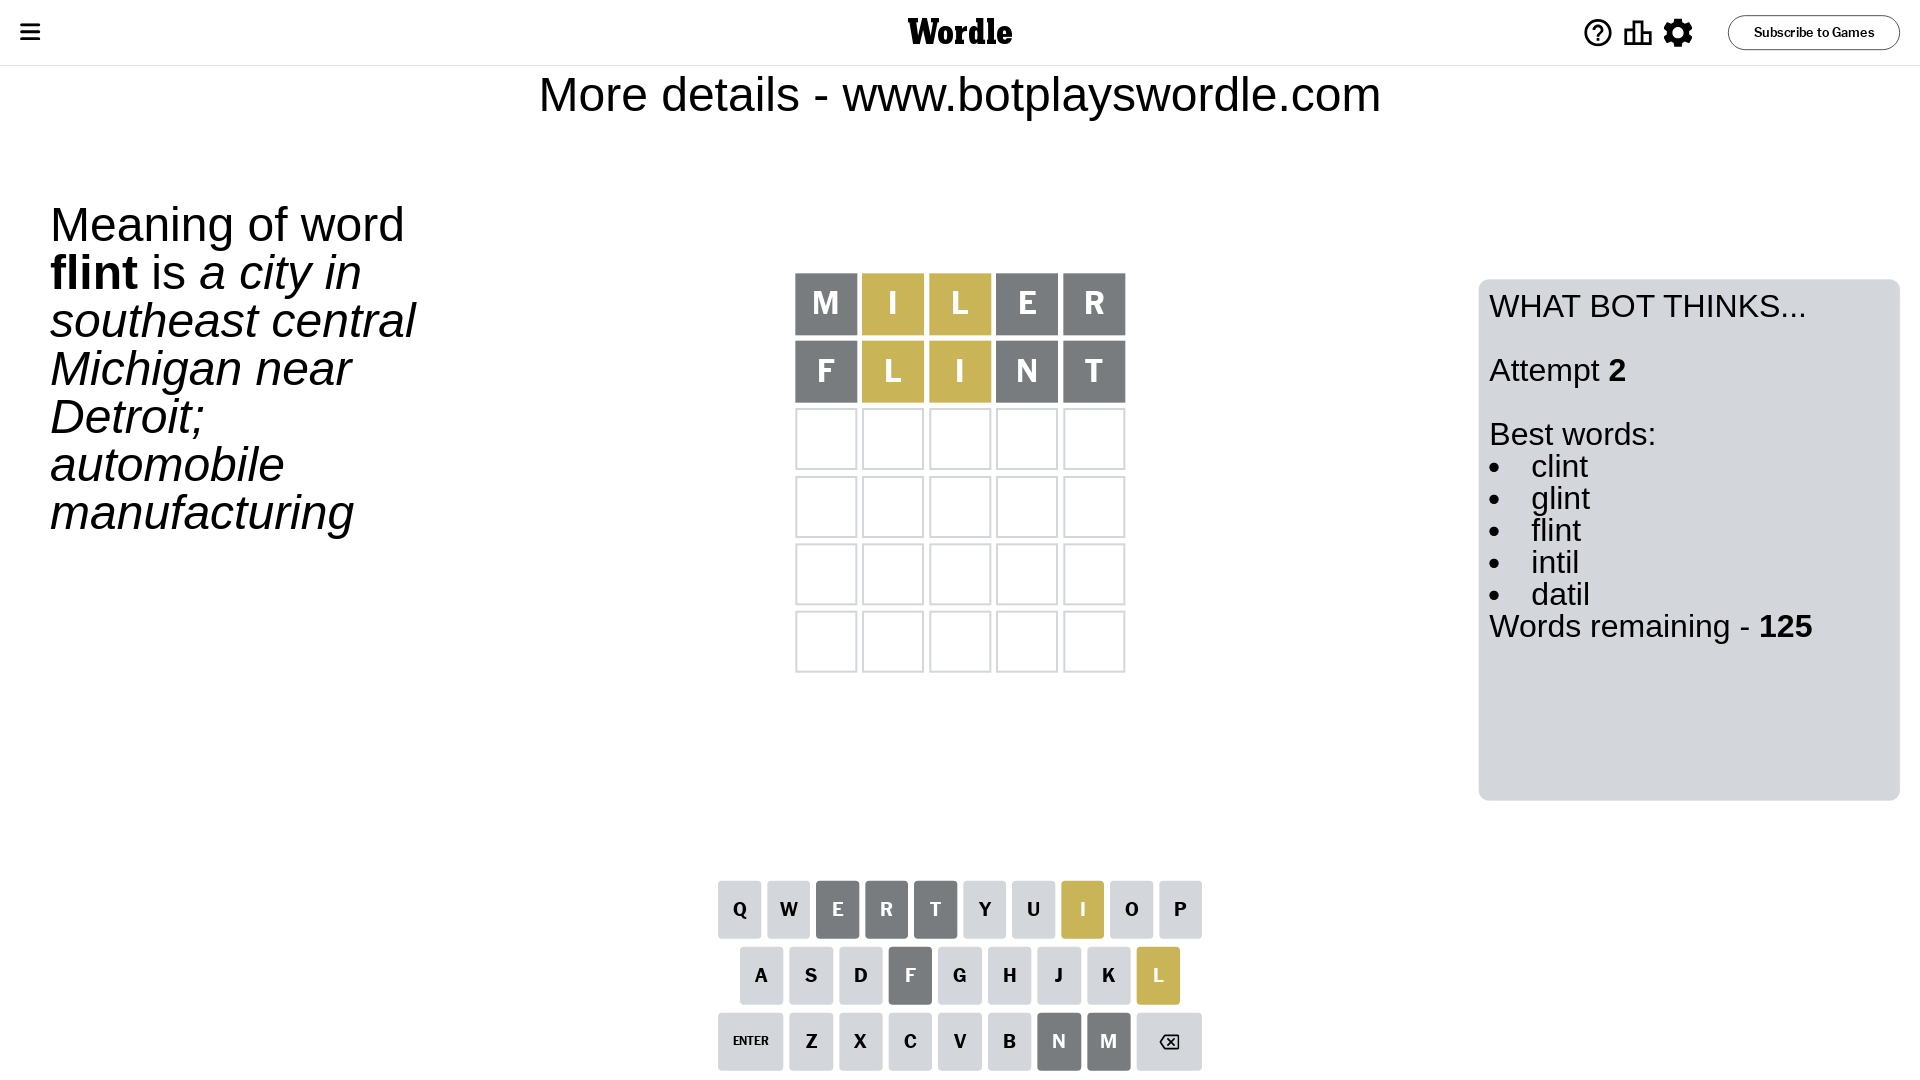 Wordle
Subscribe to Games
More details - www.botplayswordle.com
Meaning of word
flint is a city in
southeast central
Michigan near
Detroit;
automobile
manufacturing
M I L E R
F L I N T
WHAT BOT THINKS...
Attempt 2
Best words:
• clint
• glint
• flint
• intil
• datil
Words remaining - 125
Q W E R T Y U I O P
A S D F G H J K L
ENTER Z X C V B N M